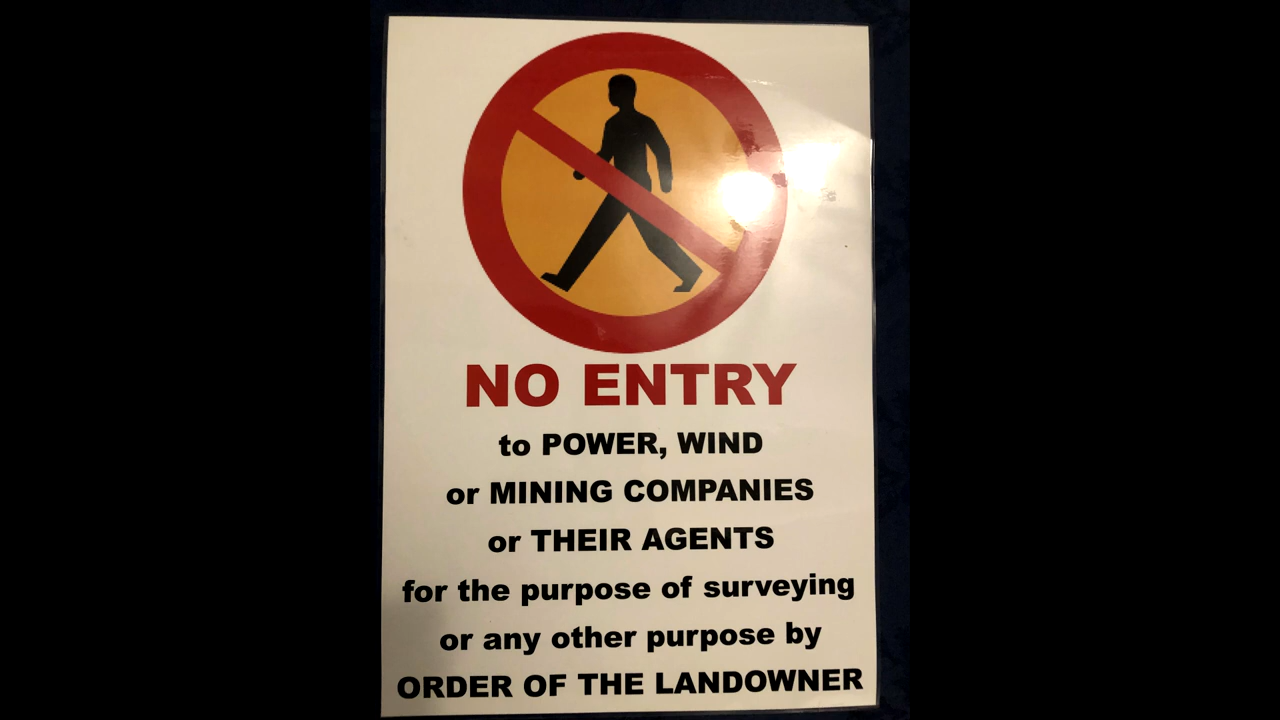 NO ENTRY
to POWER, WIND
or MINING COMPANIES
or THEIR AGENTS
for the purpose of surveying
or any other purpose by
ORDER OF THE LANDOWNER